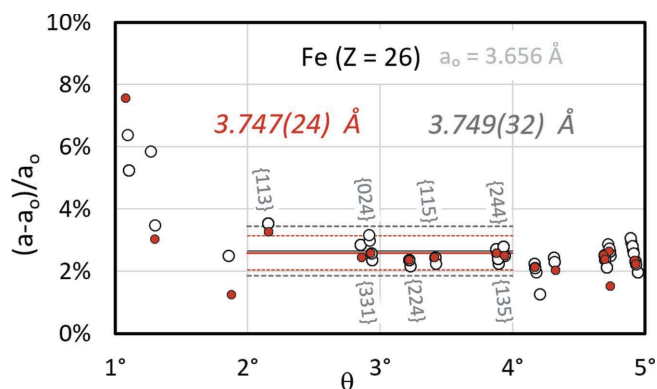 10%
8%
6%
4%
2%
0%
(a-aₒ)/aₒ
Fe (Z = 26) aₒ = 3.656 Å
3.747(24) Å 3.749(32) Å
{113} {024} {115} {244}
{331} {224} {135}
1° 2° 3° 4° 5°
θ